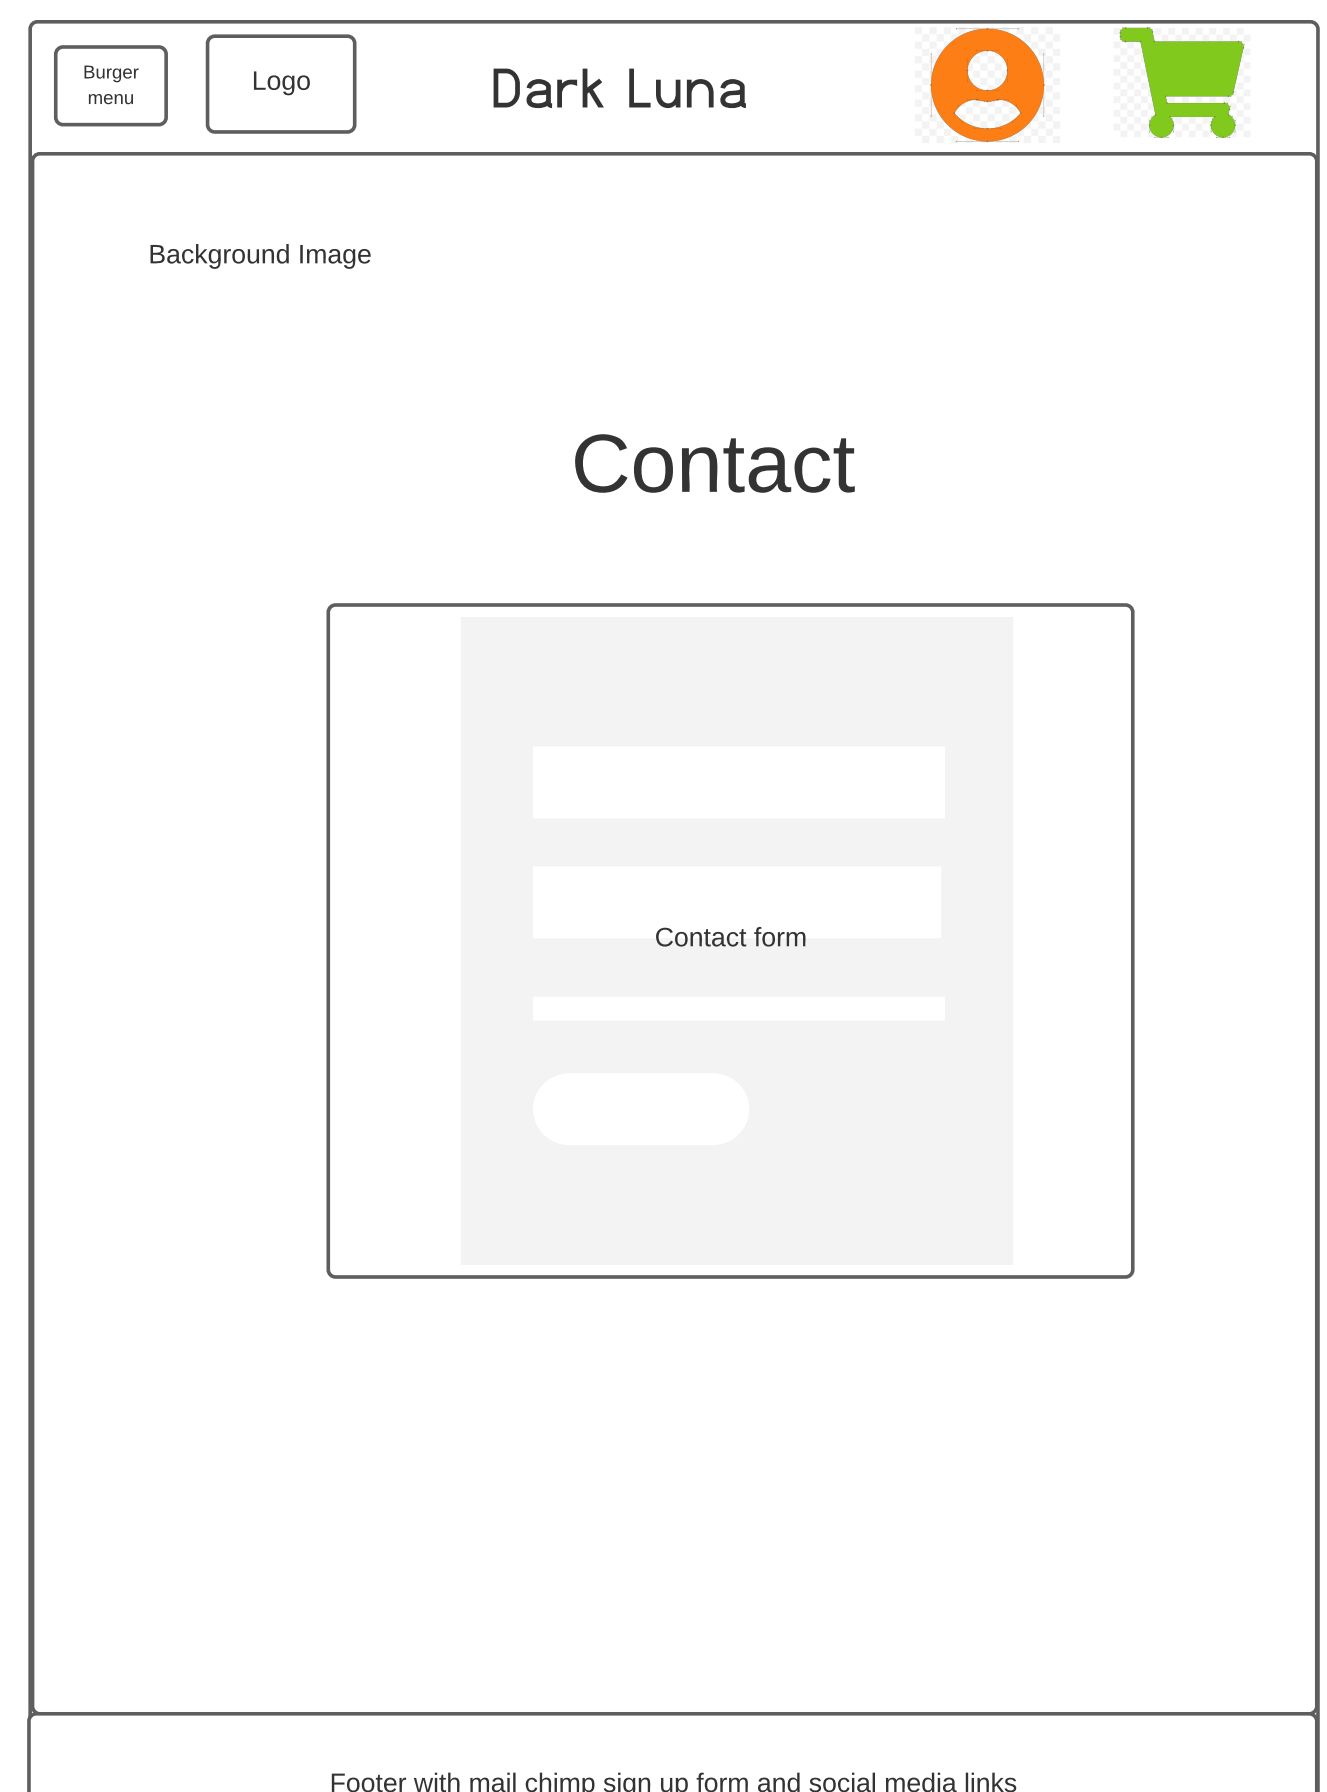 Burger
menu
Logo
Dark Luna
Background Image
Contact
Contact form
Footer with mail chimp sign up form and social media links